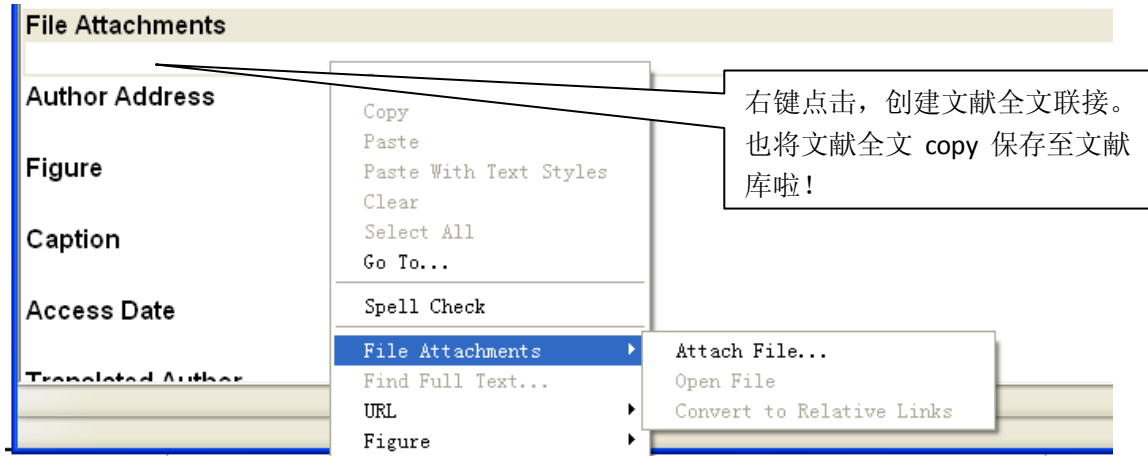 File Attachments
Author Address
Figure
Caption
Access Date
Copy
Paste
Paste With Text Styles
Clear
Select All
Go To...
Spell Check
File Attachments
Find Full Text...
URL
Figure
Attach File...
Open File
Convert to Relative Links
右键点击，创建文献全文联接。
也将文献全文 copy 保存至文献
库啦！